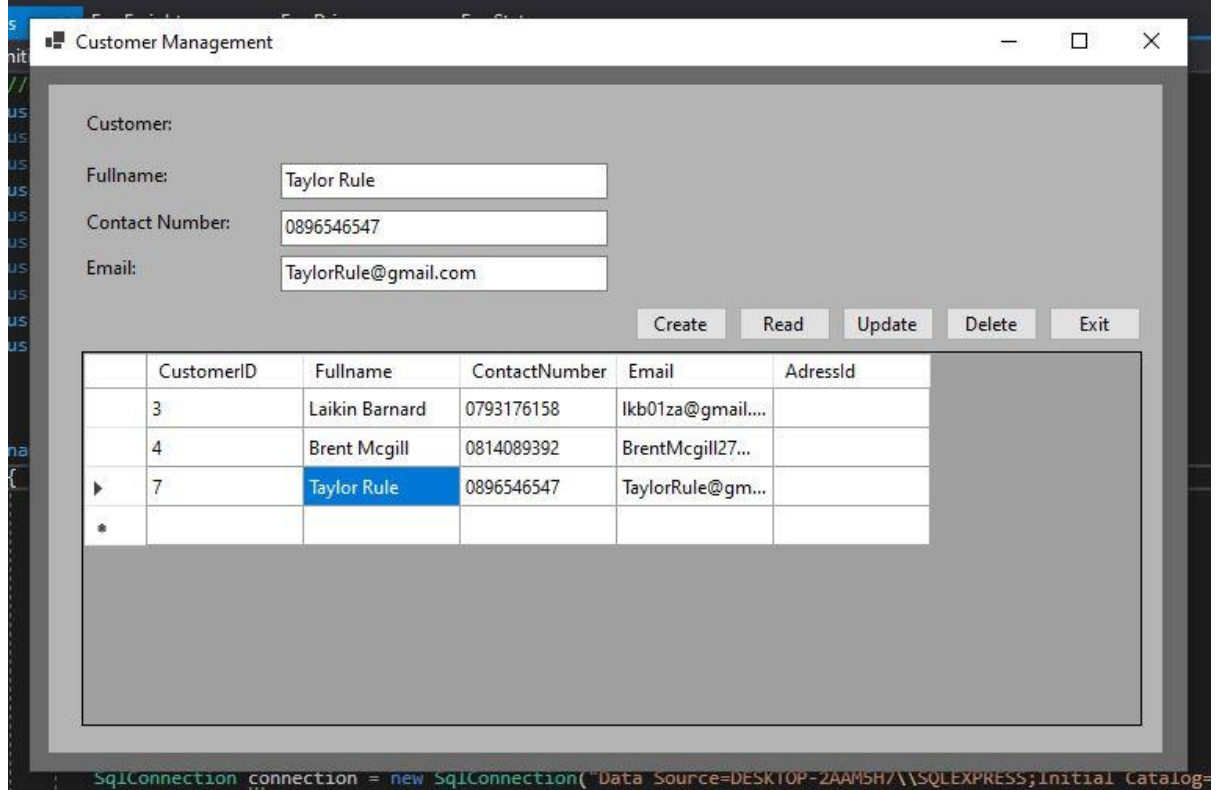 Customer Management
Customer:
Fullname: Taylor Rule
Contact Number: 0896546547
Email: TaylorRule@gmail.com
Create Read Update Delete Exit
CustomerID Fullname ContactNumber Email AdressId
3 Laikin Barnard 0793176158 lkb01za@gmail....
4 Brent Mcgill 0814089392 BrentMcgill27...
7 Taylor Rule 0896546547 TaylorRule@gm...
SqlConnection connection = new SqlConnection("Data Source=DESKTOP-2AAM5H7\\SQLEXPRESS;Initial Catalog=